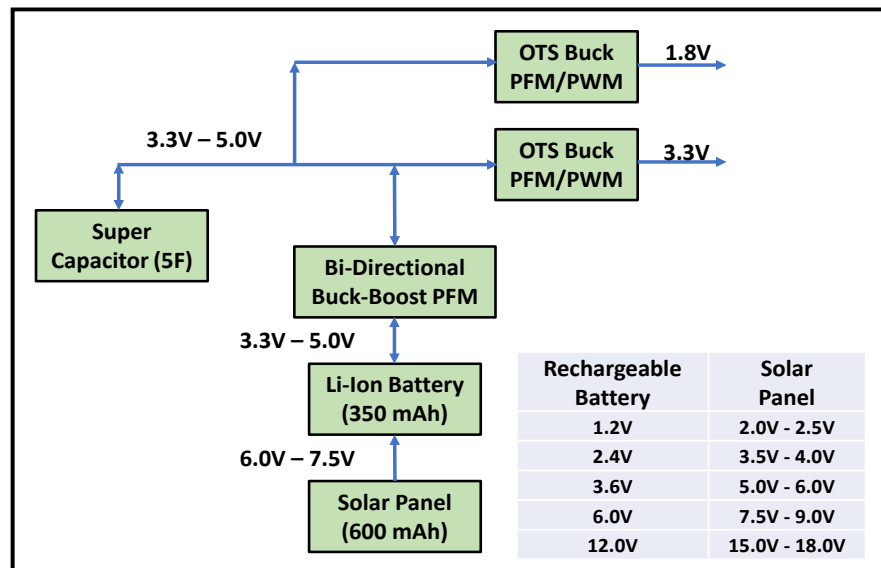 OTS Buck
PFM/PWM
1.8V
3.3V – 5.0V
OTS Buck
PFM/PWM
3.3V
Super
Capacitor (5F)
Bi-Directional
Buck-Boost PFM
3.3V – 5.0V
Li-Ion Battery
(350 mAh)
6.0V – 7.5V
Solar Panel
(600 mAh)
Rechargeable Battery Solar Panel
1.2V 2.0V - 2.5V
2.4V 3.5V - 4.0V
3.6V 5.0V - 6.0V
6.0V 7.5V - 9.0V
12.0V 15.0V - 18.0V